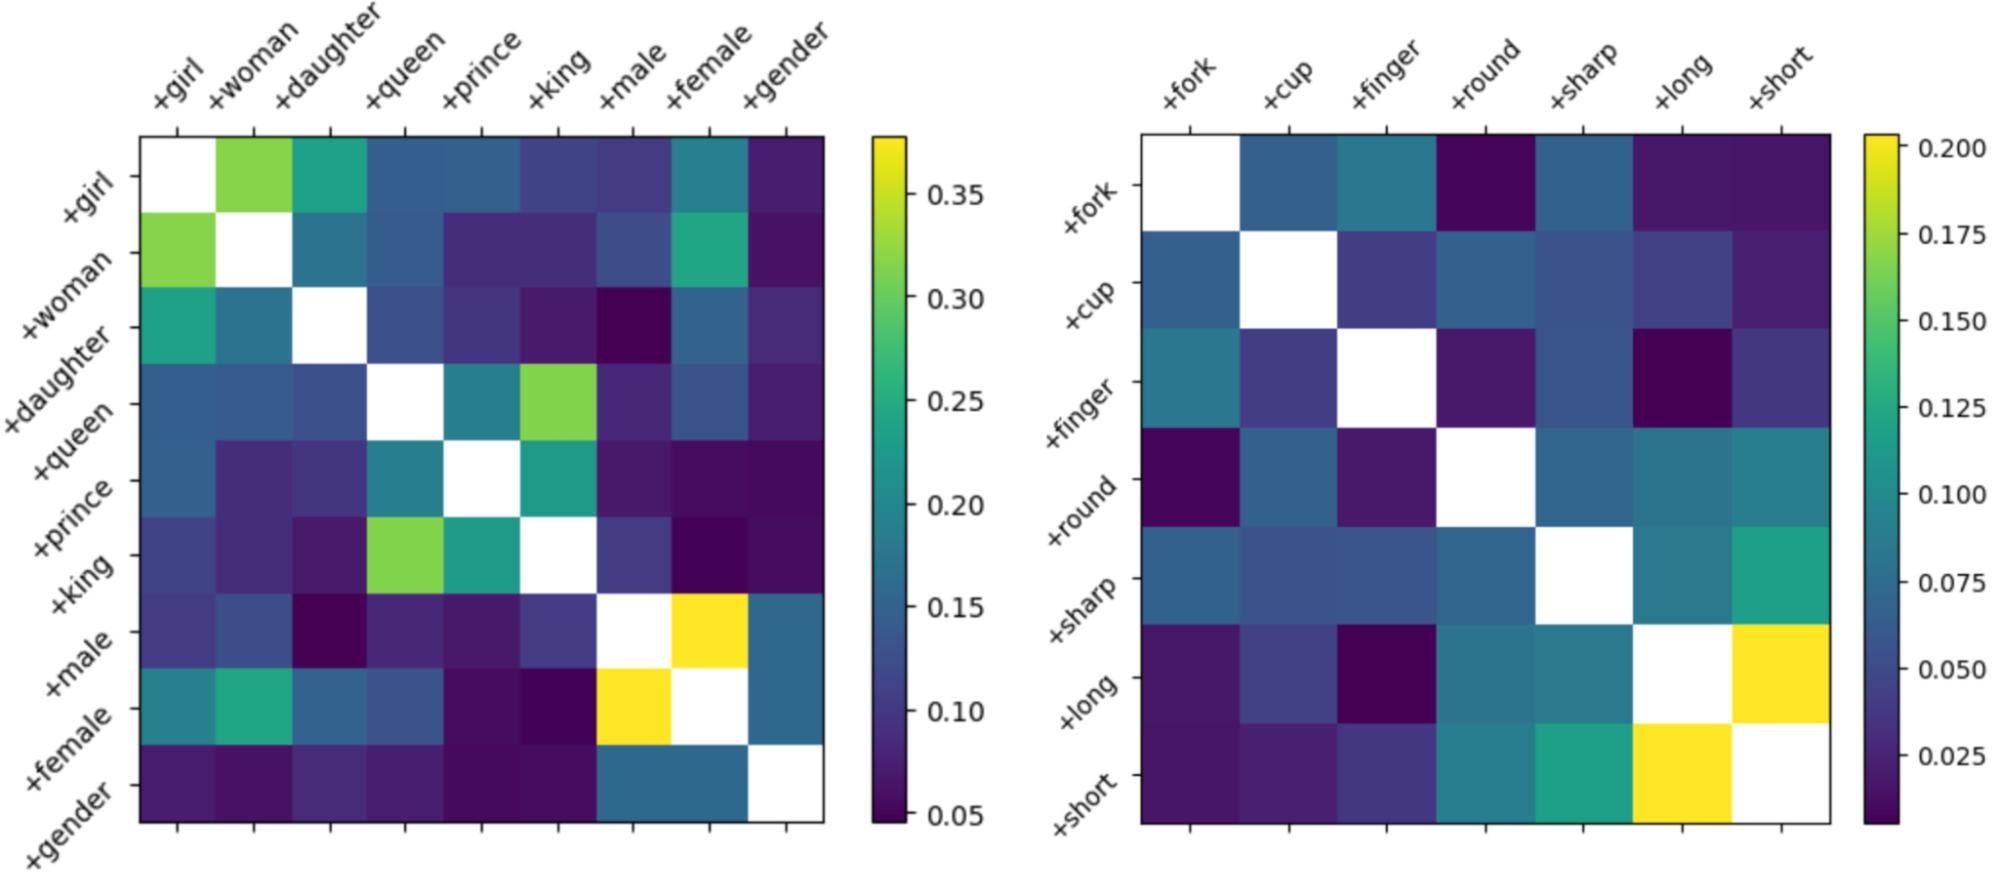 +girl
+woman
+daughter
+queen
+prince
+king
+male
+female
+gender
+girl
+woman
+daughter
+queen
+prince
+king
+male
+female
+gender
0.35
0.30
0.25
0.20
0.15
0.10
0.05
+fork
+cup
+finger
+round
+sharp
+long
+short
+fork
+cup
+finger
+round
+sharp
+long
+short
0.200
0.175
0.150
0.125
0.100
0.075
0.050
0.025